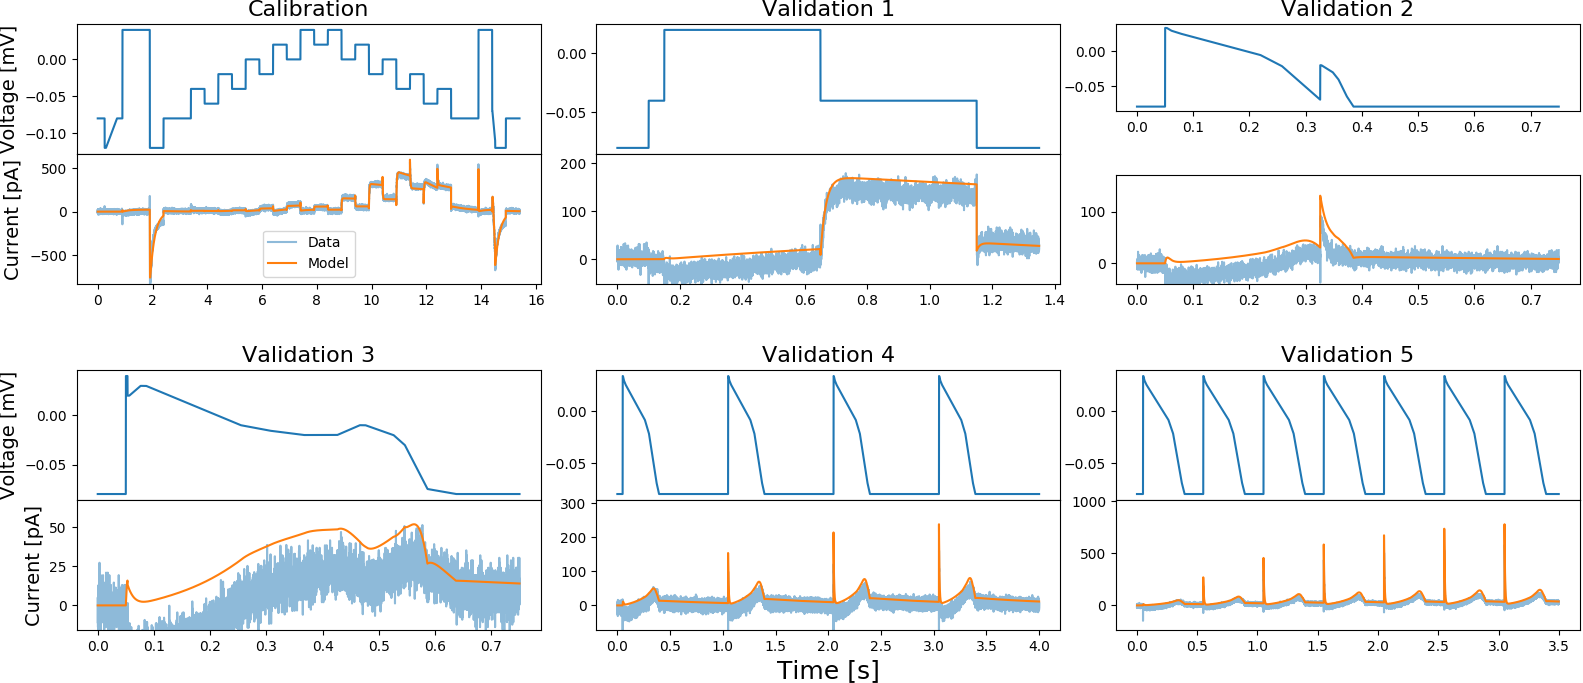 Calibration
Validation 1
Validation 2
Voltage [mV]
0.00
−0.05
−0.10
0.00
−0.05
0.00
−0.05
0.0 0.1 0.2 0.3 0.4 0.5 0.6 0.7
Current [pA]
500
0
−500
Data
Model
200
100
0
100
0
0 2 4 6 8 10 12 14 16
0.0 0.2 0.4 0.6 0.8 1.0 1.2 1.4
0.0 0.1 0.2 0.3 0.4 0.5 0.6 0.7
Validation 3
Validation 4
Validation 5
Voltage [mV]
0.00
−0.05
0.00
−0.05
0.00
−0.05
Current [pA]
50
25
0
300
200
100
0
1000
500
0
0.0 0.1 0.2 0.3 0.4 0.5 0.6 0.7
0.0 0.5 1.0 1.5 2.0 2.5 3.0 3.5 4.0
0.0 0.5 1.0 1.5 2.0 2.5 3.0 3.5
Time [s]